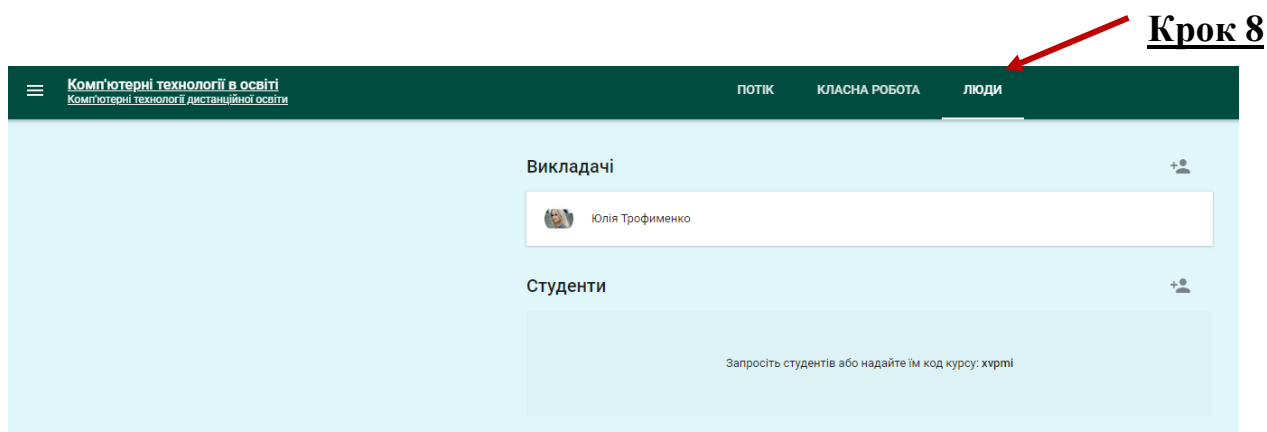 Крок 8
Комп'ютерні технології в освіті
Комп'ютерні технології дистанційної освіти
ПОТІК КЛАСНА РОБОТА ЛЮДИ
Викладачі
Юлія Трофименко
Студенти
Запросіть студентів або надайте їм код курсу: xvpmi